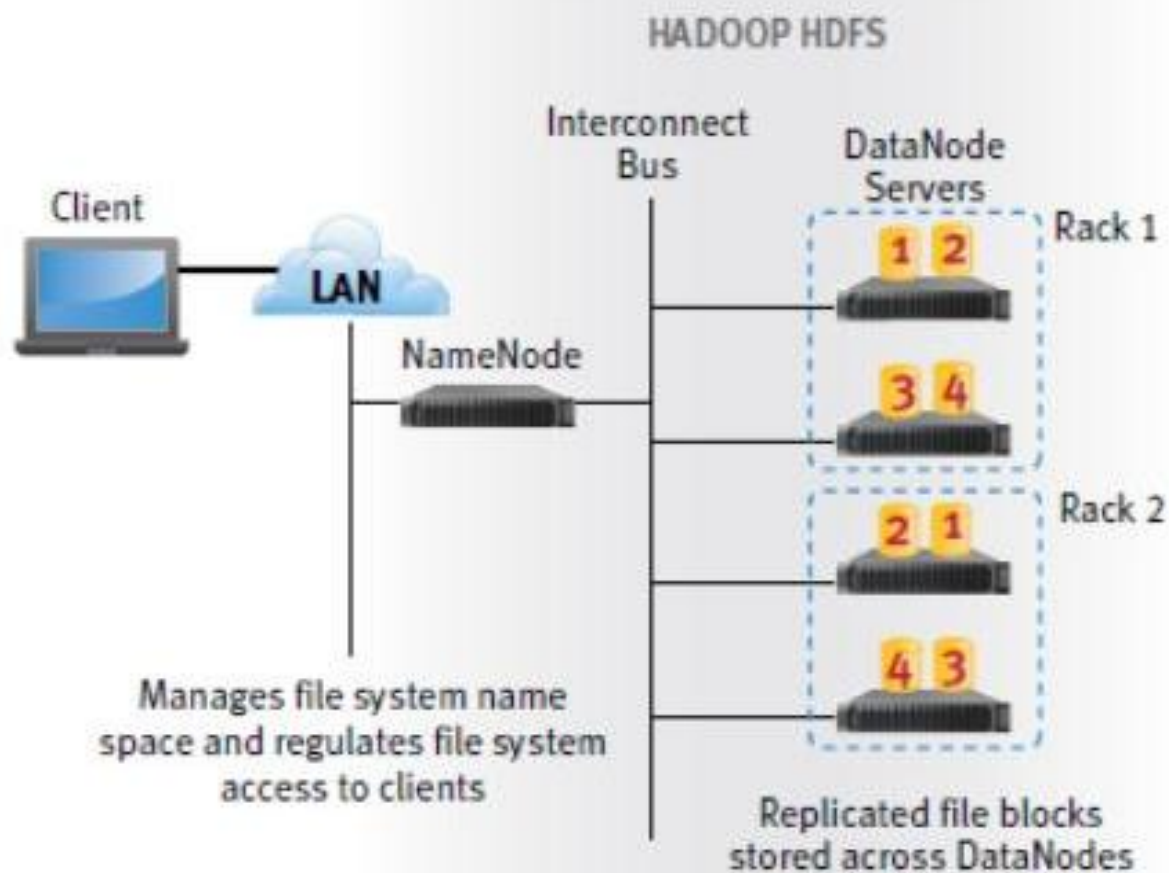 HADOOP HDFS
Interconnect
Bus
DataNode
Servers
Client
Rack 1
1 2
LAN
NameNode
3 4
Rack 2
2 1
4 3
Manages file system name
space and regulates file system
access to clients
Replicated file blocks
stored across DataNodes